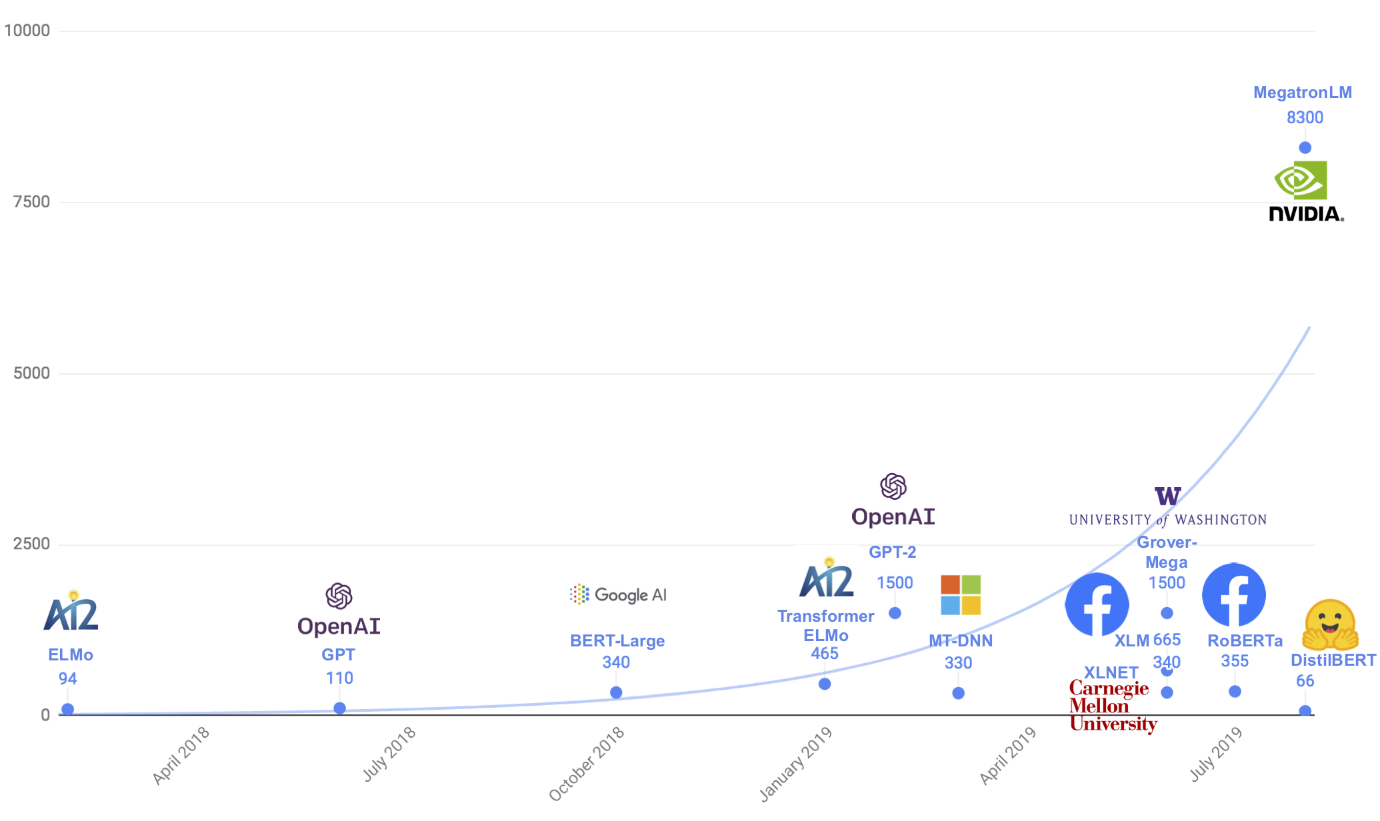 10000
MegatronLM
8300
7500
NVIDIA.
5000
2500
0
AI2
ELMo
94
OpenAI
GPT
110
Google AI
BERT-Large
340
AI2
Transformer
ELMo
465
OpenAI
GPT-2
1500
MT-DNN
330
UNIVERSITY of WASHINGTON
W
Grover-
Mega
1500
XLM 665
XLNET 340
Carnegie
Mellon
University
RoBERTa
355
DistilBERT
66
April 2018
July 2018
October 2018
January 2019
April 2019
July 2019